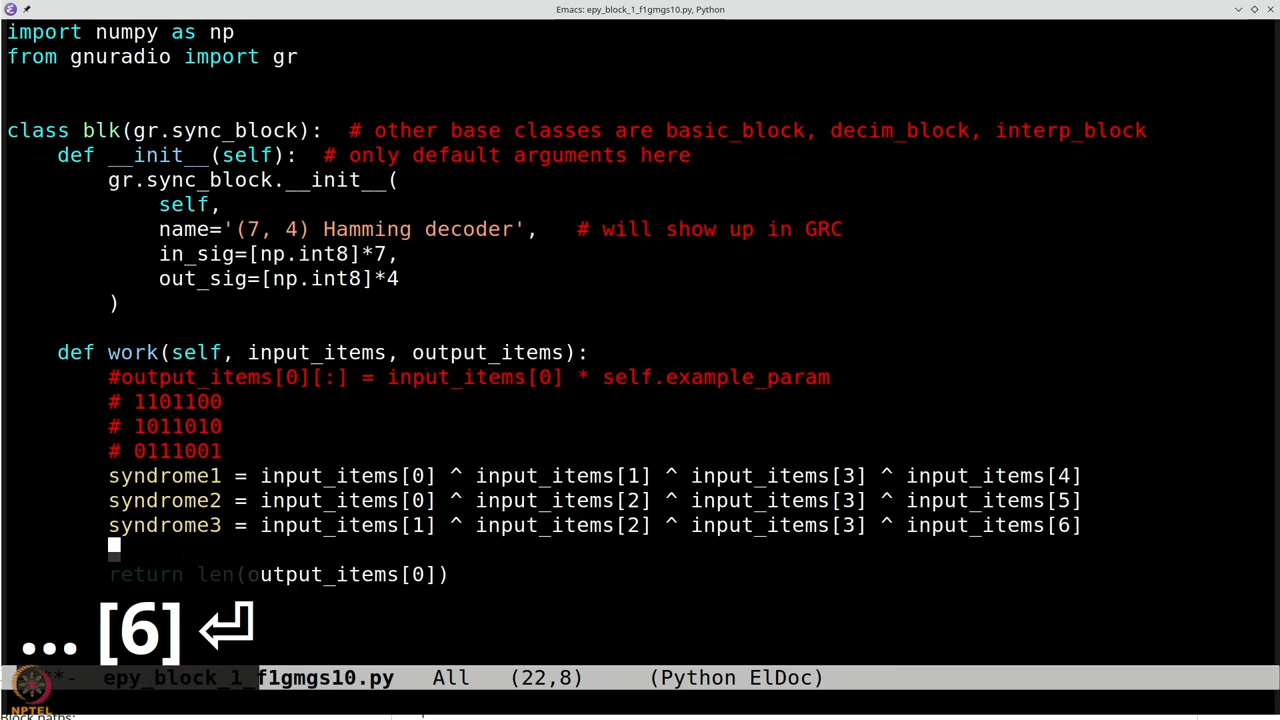 Emacs: epy_block_1_f1gmgs10.py, Python
import numpy as np
from gnuradio import gr
class blk(gr.sync_block):  # other base classes are basic_block, decim_block, interp_block
    def __init__(self):  # only default arguments here
        gr.sync_block.__init__(
            self,
            name='(7, 4) Hamming decoder',   # will show up in GRC
            in_sig=[np.int8]*7,
            out_sig=[np.int8]*4
        )
    def work(self, input_items, output_items):
        #output_items[0][:] = input_items[0] * self.example_param
        # 1101100
        # 1011010
        # 0111001
        syndrome1 = input_items[0] ^ input_items[1] ^ input_items[3] ^ input_items[4]
        syndrome2 = input_items[0] ^ input_items[2] ^ input_items[3] ^ input_items[5]
        syndrome3 = input_items[1] ^ input_items[2] ^ input_items[3] ^ input_items[6]
        return len(output_items[0])
... [6] ⏎
*- epy_block_1_f1gmgs10.py   All   (22,8)     (Python ElDoc)
NPTEL
Block paths: